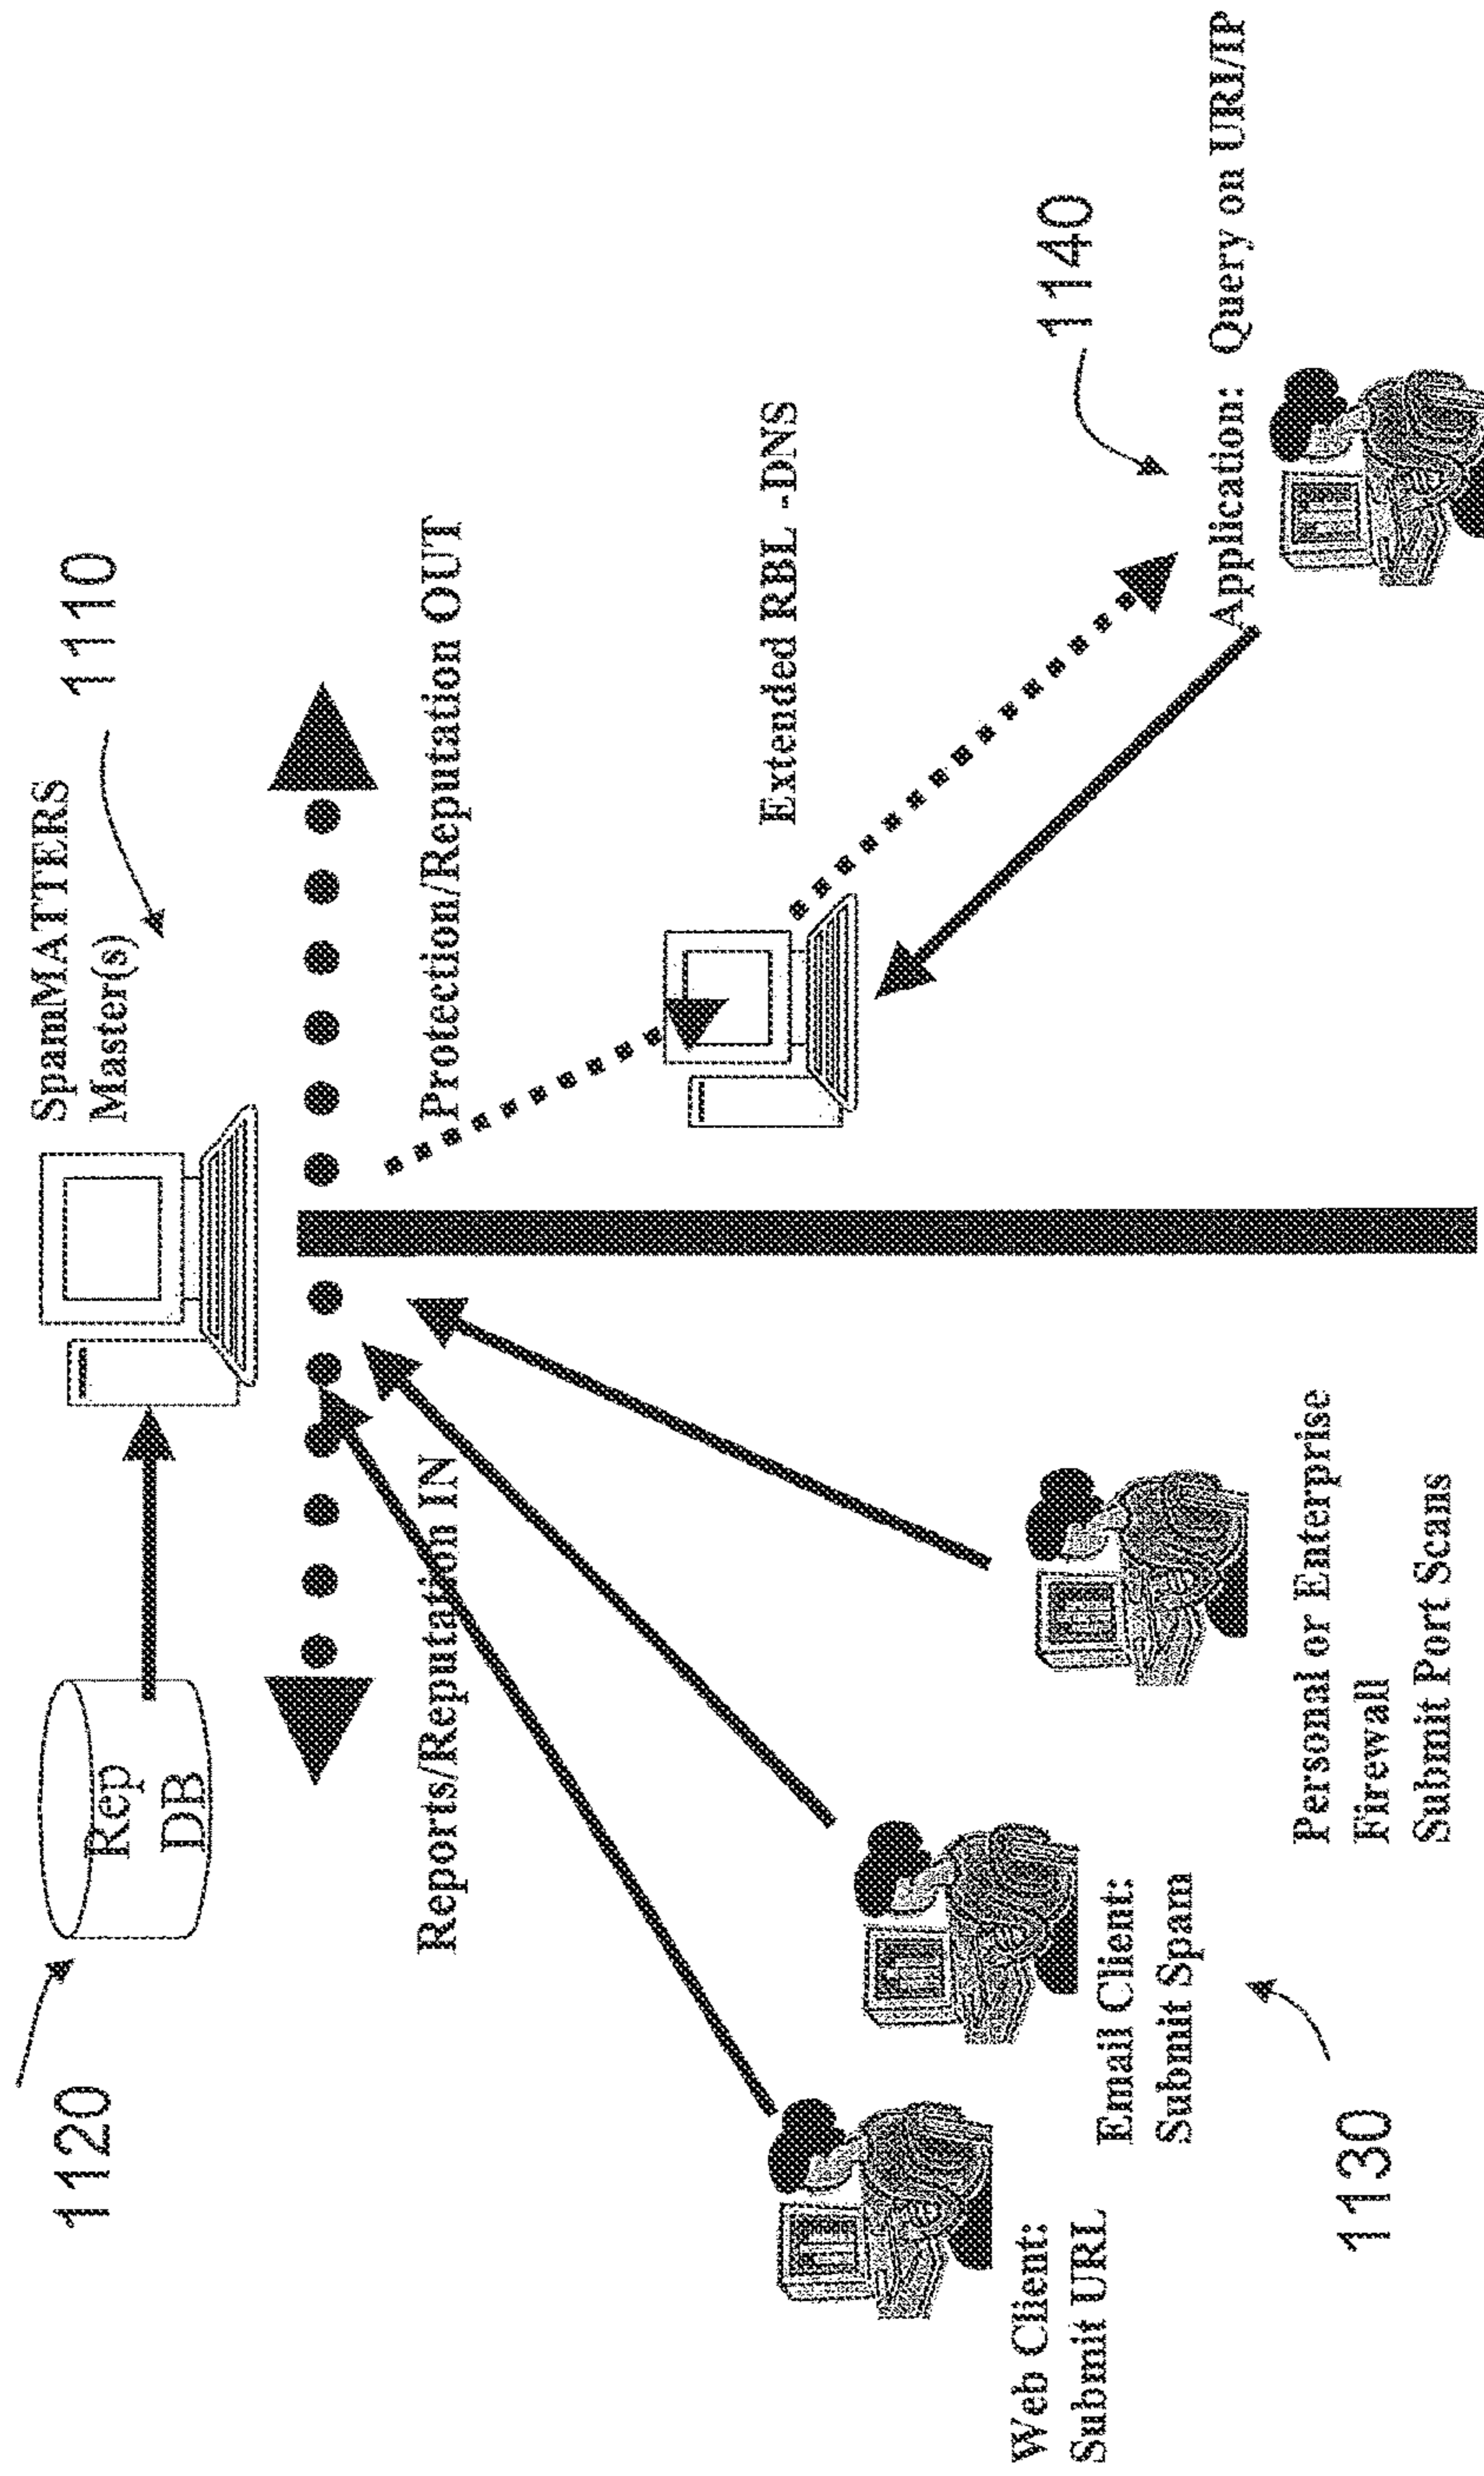 1120
Rep
DB
SpamMATTERS
Master(s)
1110
Reports/Reputation IN
Protection/Reputation OUT
Extended RBL -DNS
1140
Application: Query on URI/IP
Web Client:
Submit URL
Email Client:
Submit Spam
1130
Personal or Enterprise
Firewall
Submit Port Scans